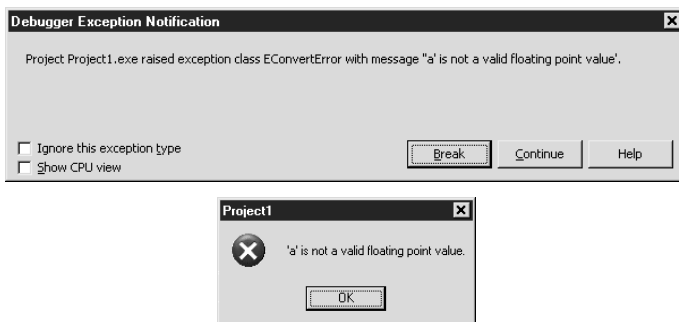 Debugger Exception Notification
Project Project1.exe raised exception class EConvertError with message "a' is not a valid floating point value'.
Ignore this exception type
Show CPU view
Break
Continue
Help
Project1
'a' is not a valid floating point value.
OK